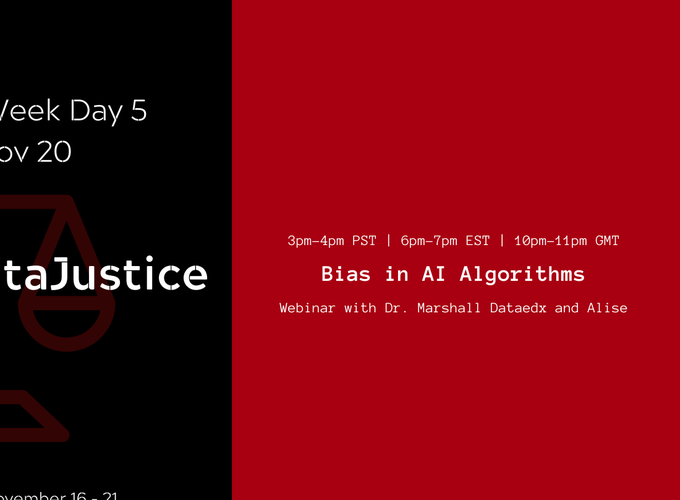 Week Day 5
ov 20
taJustice
ovember 16 - 21
3pm-4pm PST | 6pm-7pm EST | 10pm-11pm GMT
Bias in AI Algorithms
Webinar with Dr. Marshall Dataedx and Alise